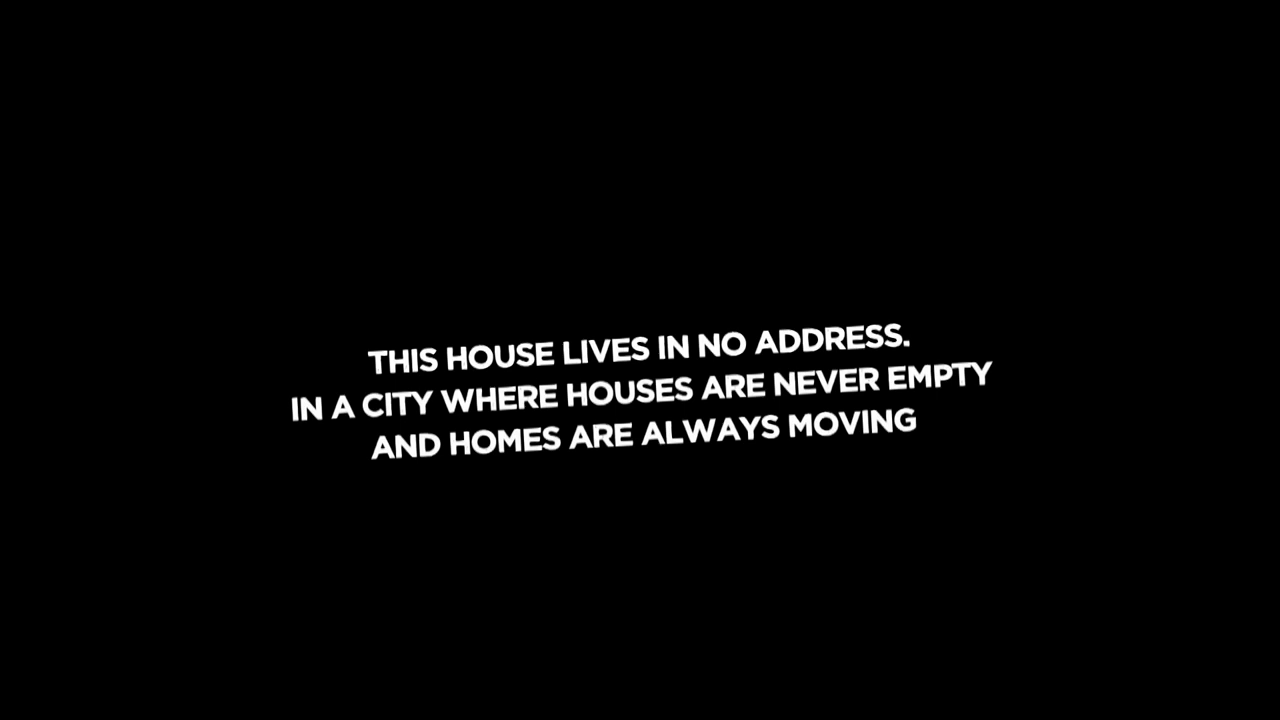 THIS HOUSE LIVES IN NO ADDRESS.
IN A CITY WHERE HOUSES ARE NEVER EMPTY
AND HOMES ARE ALWAYS MOVING